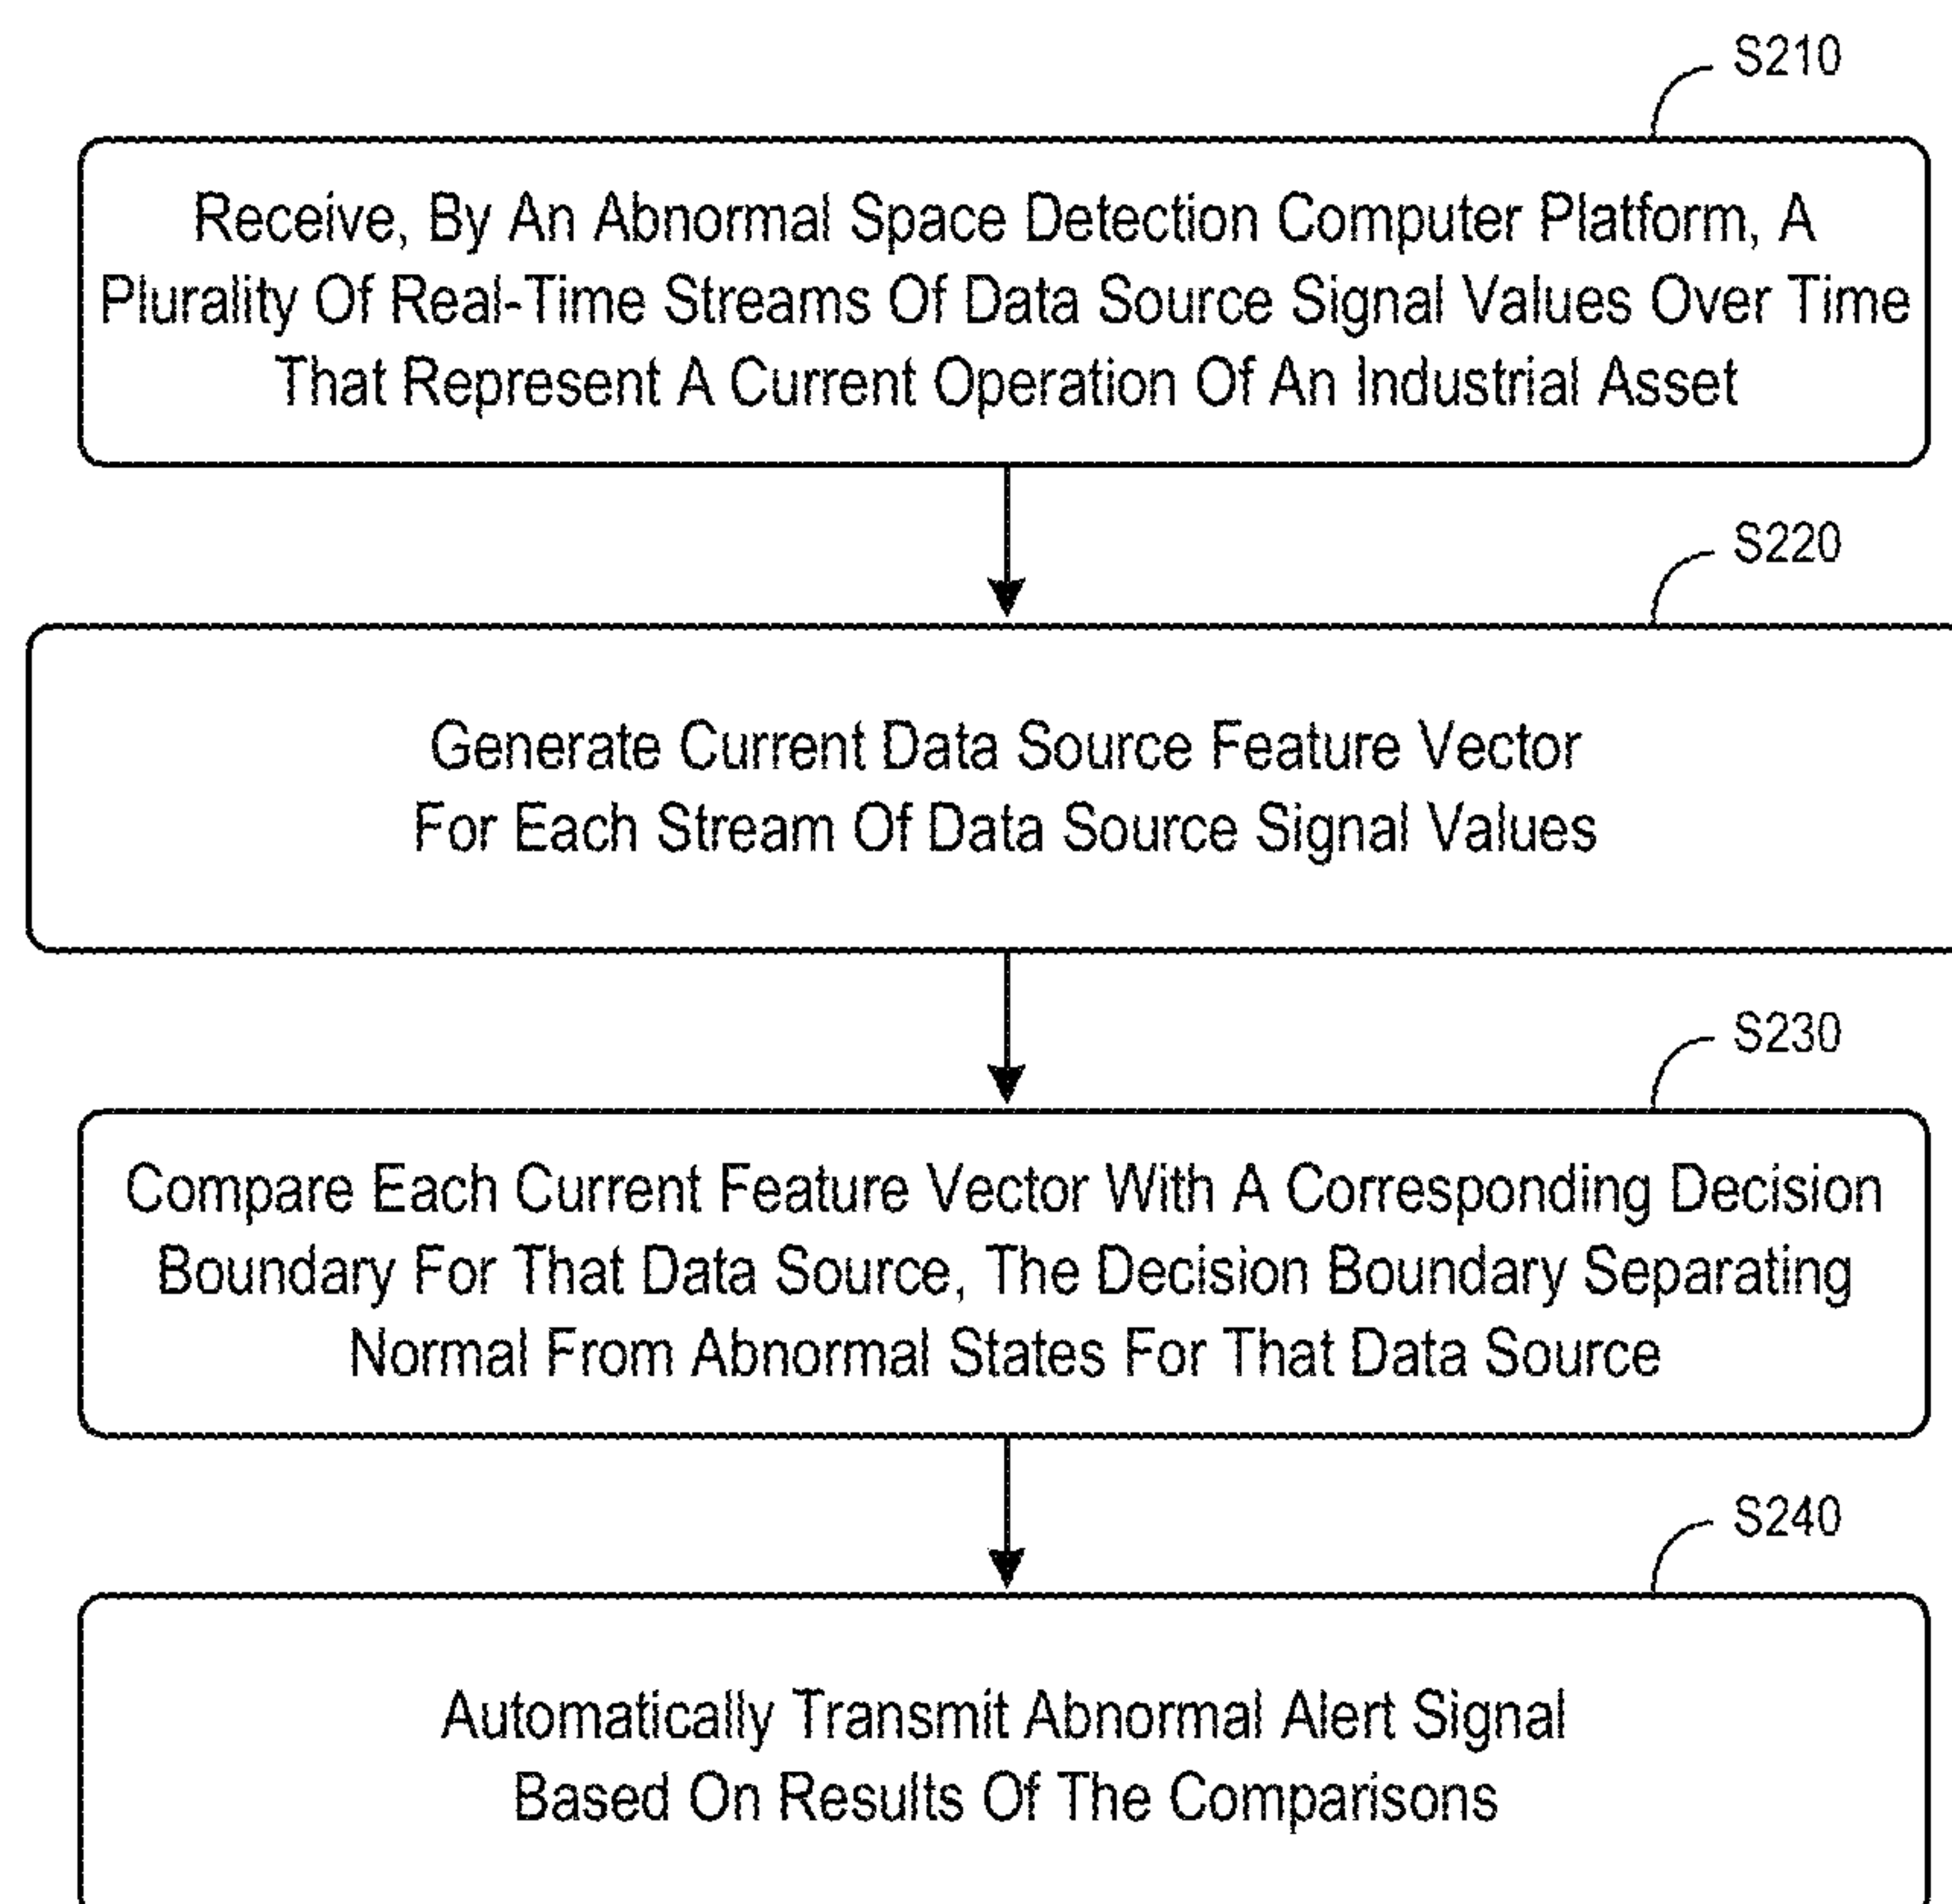 S210
Receive, By An Abnormal Space Detection Computer Platform, A
Plurality Of Real-Time Streams Of Data Source Signal Values Over Time
That Represent A Current Operation Of An Industrial Asset
S220
Generate Current Data Source Feature Vector
For Each Stream Of Data Source Signal Values
S230
Compare Each Current Feature Vector With A Corresponding Decision
Boundary For That Data Source, The Decision Boundary Separating
Normal From Abnormal States For That Data Source
S240
Automatically Transmit Abnormal Alert Signal
Based On Results Of The Comparisons